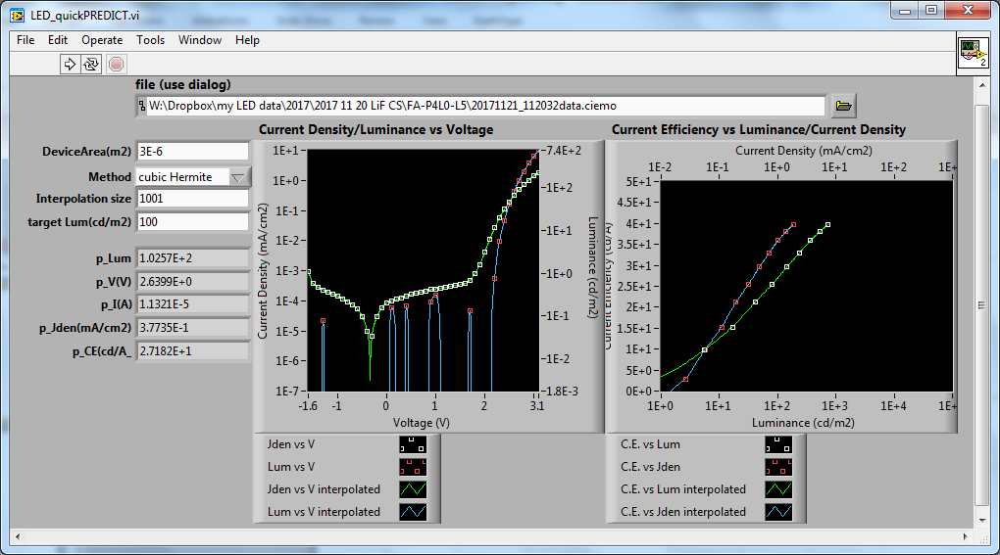 LED_quickPREDICT.vi
File Edit Operate Tools Window Help
2
file (use dialog)
W:\Dropbox\my LED data\2017\2017 11 20 LiF CS\FA-P4L0-L5\20171121_112032data.ciemo
DeviceArea(m2) 3E-6
Method cubic Hermite
Interpolation size 1001
target Lum(cd/m2) 100
p_Lum 1.0257E+2
p_V(V) 2.6399E+0
p_I(A) 1.1321E-5
p_Jden(mA/cm2) 3.7735E-1
p_CE(cd/A_ 2.7182E+1
Current Density/Luminance vs Voltage
Current Density (mA/cm2)
1E+1
1E+0
1E-1
1E-2
1E-3
1E-4
1E-5
1E-6
1E-7
-1.6 -1 0 1 2 3.1
Voltage (V)
7.4E+2
1E+2
1E+1
1E+0
1E-1
1E-2
1.8E-3
Luminance (cd/m2)
Jden vs V
Lum vs V
Jden vs V interpolated
Lum vs V interpolated
Current Efficiency vs Luminance/Current Density
Current Density (mA/cm2)
1E-2 1E-1 1E+0 1E+1 1E+2 1E+
Current Efficiency (cd/A)
5E+1
4.5E+1
4E+1
3.5E+1
3E+1
2.5E+1
2E+1
1.5E+1
1E+1
5E+0
0E+0
1E+0 1E+1 1E+2 1E+3 1E+4 1E+
Luminance (cd/m2)
C.E. vs Lum
C.E. vs Jden
C.E. vs Lum interpolated
C.E. vs Jden interpolated